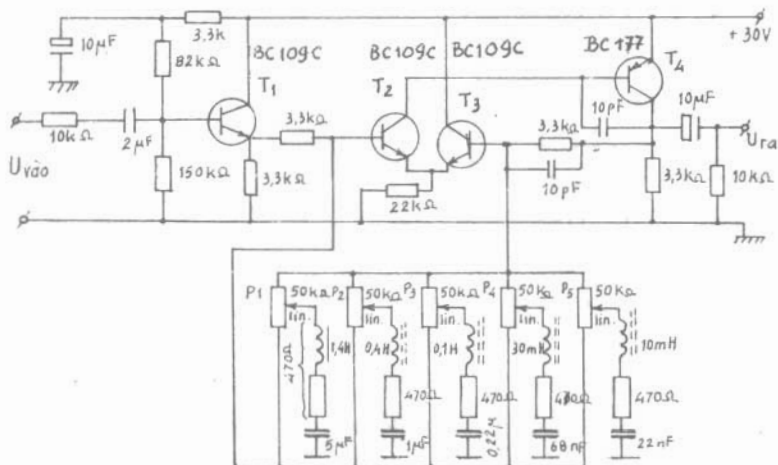 10μF
3,3k
82kΩ
BC109C
T1
BC109C
BC109C
T2
T3
BC177
T4
+30V
10kΩ
2μF
Uvào
150kΩ
3,3kΩ
3,3kΩ
22kΩ
3,3kΩ
10pF
10pF
10μF
Ura
3,3kΩ
10kΩ
P1
50kΩ
P2
50kΩ
P3
50kΩ
P4
50kΩ
P5
50kΩ
lin.
lin.
lin.
lin.
lin.
1,4H
0,4H
0,1H
30mH
10mH
470Ω
470Ω
470Ω
470Ω
470Ω
5μF
1μF
0,22μ
68nF
22nF